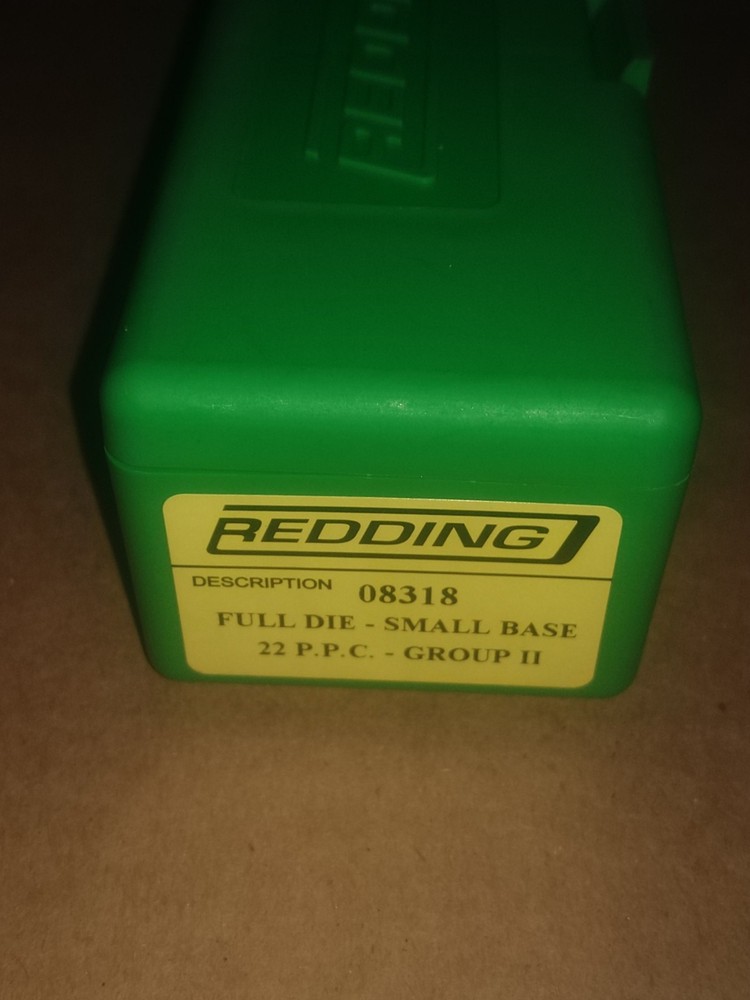 REDDING
DESCRIPTION 08318
FULL DIE - SMALL BASE
22 P.P.C. - GROUP II